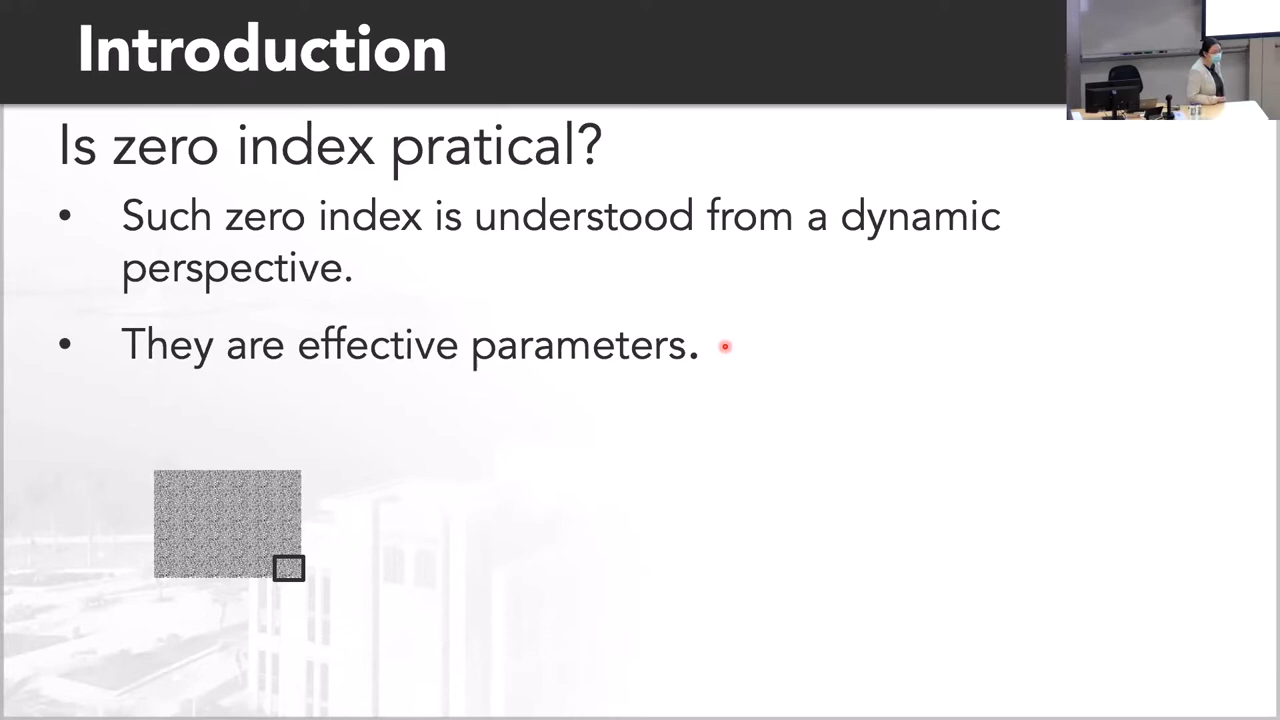 Introduction
Is zero index pratical?
• Such zero index is understood from a dynamic
perspective.
• They are effective parameters.